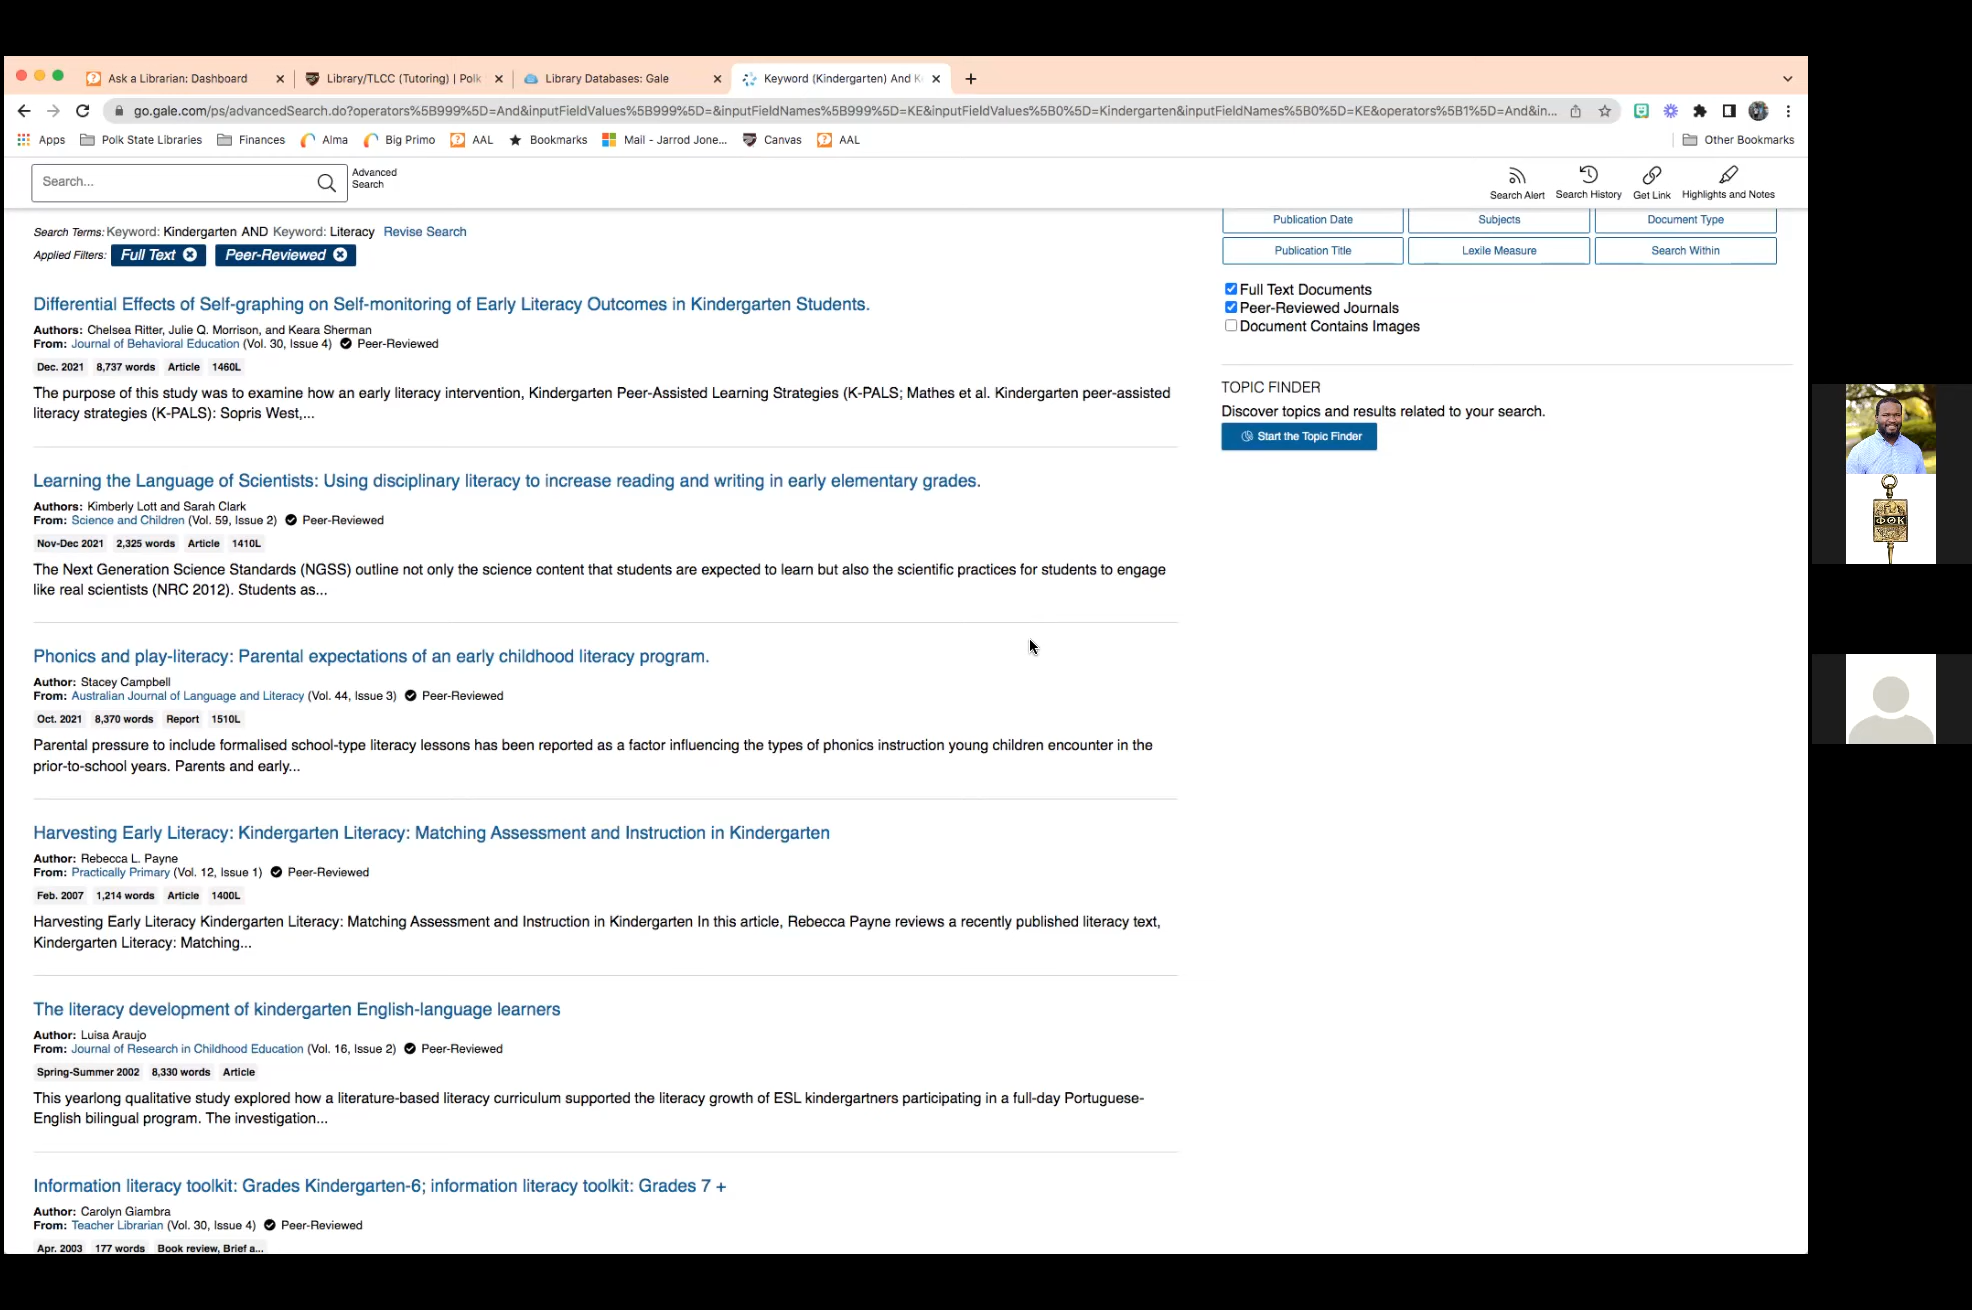 Ask a Librarian: Dashboard
Library/TLCC (Tutoring) | Polk
Library Databases: Gale
Keyword (Kindergarten) And K
go.gale.com/ps/advancedSearch.do?operators%5B999%5D=And&inputFieldValues%5B999%5D=&inputFieldNames%5B999%5D=KE&inputFieldValues%5B0%5D=Kindergarten&inputFieldNames%5B0%5D=KE&operators%5B1%5D=And&in...
Apps Polk State Libraries Finances Alma Big Primo AAL Bookmarks Mail - Jarrod Jone... Canvas AAL Other Bookmarks
Search...
Advanced
Search
Search Alert Search History Get Link Highlights and Notes
Search Terms: Keyword: Kindergarten AND Keyword: Literacy Revise Search
Applied Filters: Full Text Peer-Reviewed
Differential Effects of Self-graphing on Self-monitoring of Early Literacy Outcomes in Kindergarten Students.
Authors: Chelsea Ritter, Julie Q. Morrison, and Keara Sherman
From: Journal of Behavioral Education (Vol. 30, Issue 4) Peer-Reviewed
Dec. 2021 8,737 words Article 1460L
The purpose of this study was to examine how an early literacy intervention, Kindergarten Peer-Assisted Learning Strategies (K-PALS; Mathes et al. Kindergarten peer-assisted
literacy strategies (K-PALS): Sopris West,...
Learning the Language of Scientists: Using disciplinary literacy to increase reading and writing in early elementary grades.
Authors: Kimberly Lott and Sarah Clark
From: Science and Children (Vol. 59, Issue 2) Peer-Reviewed
Nov-Dec 2021 2,325 words Article 1410L
The Next Generation Science Standards (NGSS) outline not only the science content that students are expected to learn but also the scientific practices for students to engage
like real scientists (NRC 2012). Students as...
Phonics and play-literacy: Parental expectations of an early childhood literacy program.
Author: Stacey Campbell
From: Australian Journal of Language and Literacy (Vol. 44, Issue 3) Peer-Reviewed
Oct. 2021 8,370 words Report 1510L
Parental pressure to include formalised school-type literacy lessons has been reported as a factor influencing the types of phonics instruction young children encounter in the
prior-to-school years. Parents and early...
Harvesting Early Literacy: Kindergarten Literacy: Matching Assessment and Instruction in Kindergarten
Author: Rebecca L. Payne
From: Practically Primary (Vol. 12, Issue 1) Peer-Reviewed
Feb. 2007 1,214 words Article 1400L
Harvesting Early Literacy Kindergarten Literacy: Matching Assessment and Instruction in Kindergarten In this article, Rebecca Payne reviews a recently published literacy text,
Kindergarten Literacy: Matching...
The literacy development of kindergarten English-language learners
Author: Luisa Araujo
From: Journal of Research in Childhood Education (Vol. 16, Issue 2) Peer-Reviewed
Spring-Summer 2002 8,330 words Article
This yearlong qualitative study explored how a literature-based literacy curriculum supported the literacy growth of ESL kindergartners participating in a full-day Portuguese-
English bilingual program. The investigation...
Information literacy toolkit: Grades Kindergarten-6; information literacy toolkit: Grades 7 +
Author: Carolyn Giambra
From: Teacher Librarian (Vol. 30, Issue 4) Peer-Reviewed
Apr. 2003 177 words Book review, Brief a...
Publication Date Subjects Document Type
Publication Title Lexile Measure Search Within
Full Text Documents
Peer-Reviewed Journals
Document Contains Images
TOPIC FINDER
Discover topics and results related to your search.
Start the Topic Finder
ΦΘΚ